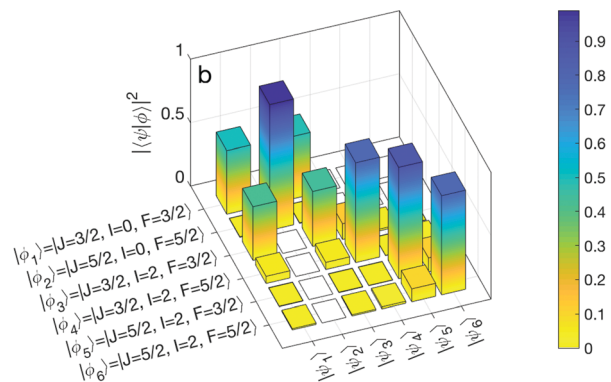 b
1
0.5
0
|⟨ψ|ϕ⟩|²
|ϕ₁⟩=|J=3/2, I=0, F=3/2⟩
|ϕ₂⟩=|J=5/2, I=0, F=5/2⟩
|ϕ₃⟩=|J=3/2, I=2, F=3/2⟩
|ϕ₄⟩=|J=3/2, I=2, F=5/2⟩
|ϕ₅⟩=|J=5/2, I=2, F=3/2⟩
|ϕ₆⟩=|J=5/2, I=2, F=5/2⟩
|ψ₁⟩
|ψ₂⟩
|ψ₃⟩
|ψ₄⟩
|ψ₅⟩
|ψ₆⟩
0.9
0.8
0.7
0.6
0.5
0.4
0.3
0.2
0.1
0